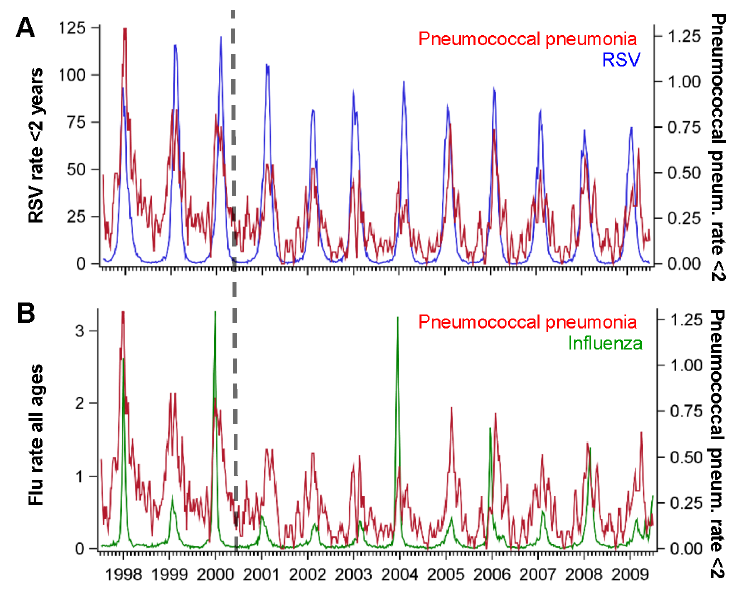 A
RSV rate <2 years
125
100
75
50
25
0
Pneumococcal pneumonia
RSV
1.25
1.00
0.75
0.50
0.25
0.00
Pneumococcal pneum. rate <2
B
Flu rate all ages
3
2
1
0
Pneumococcal pneumonia
Influenza
1.25
1.00
0.75
0.50
0.25
0.00
Pneumococcal pneum. rate <2
1998 1999 2000 2001 2002 2003 2004 2005 2006 2007 2008 2009